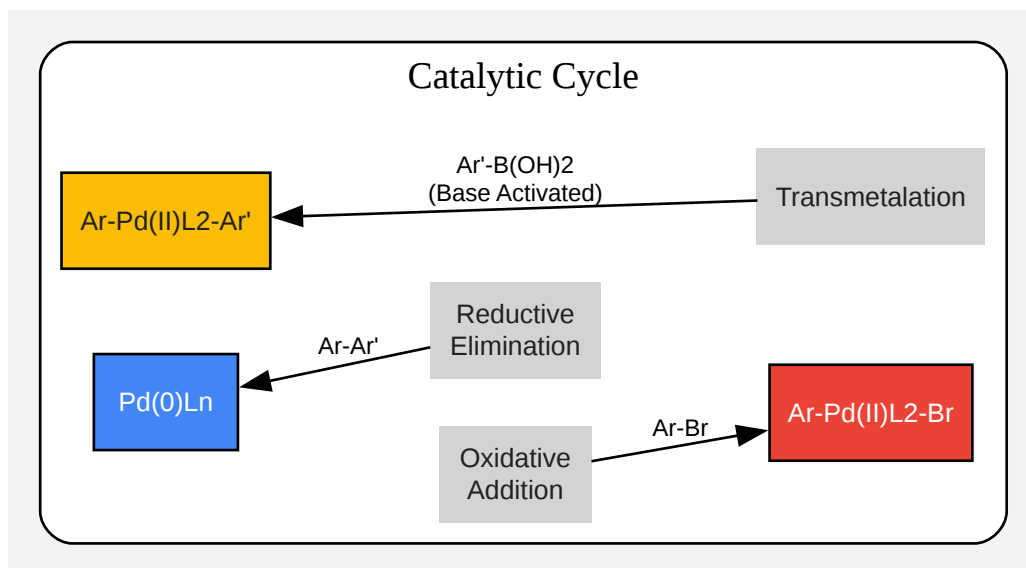 Catalytic Cycle
Ar'-B(OH)2
(Base Activated)
Transmetalation
Ar-Pd(II)L2-Ar'
Reductive
Elimination
Ar-Ar'
Pd(0)Ln
Ar-Pd(II)L2-Br
Ar-Br
Oxidative
Addition